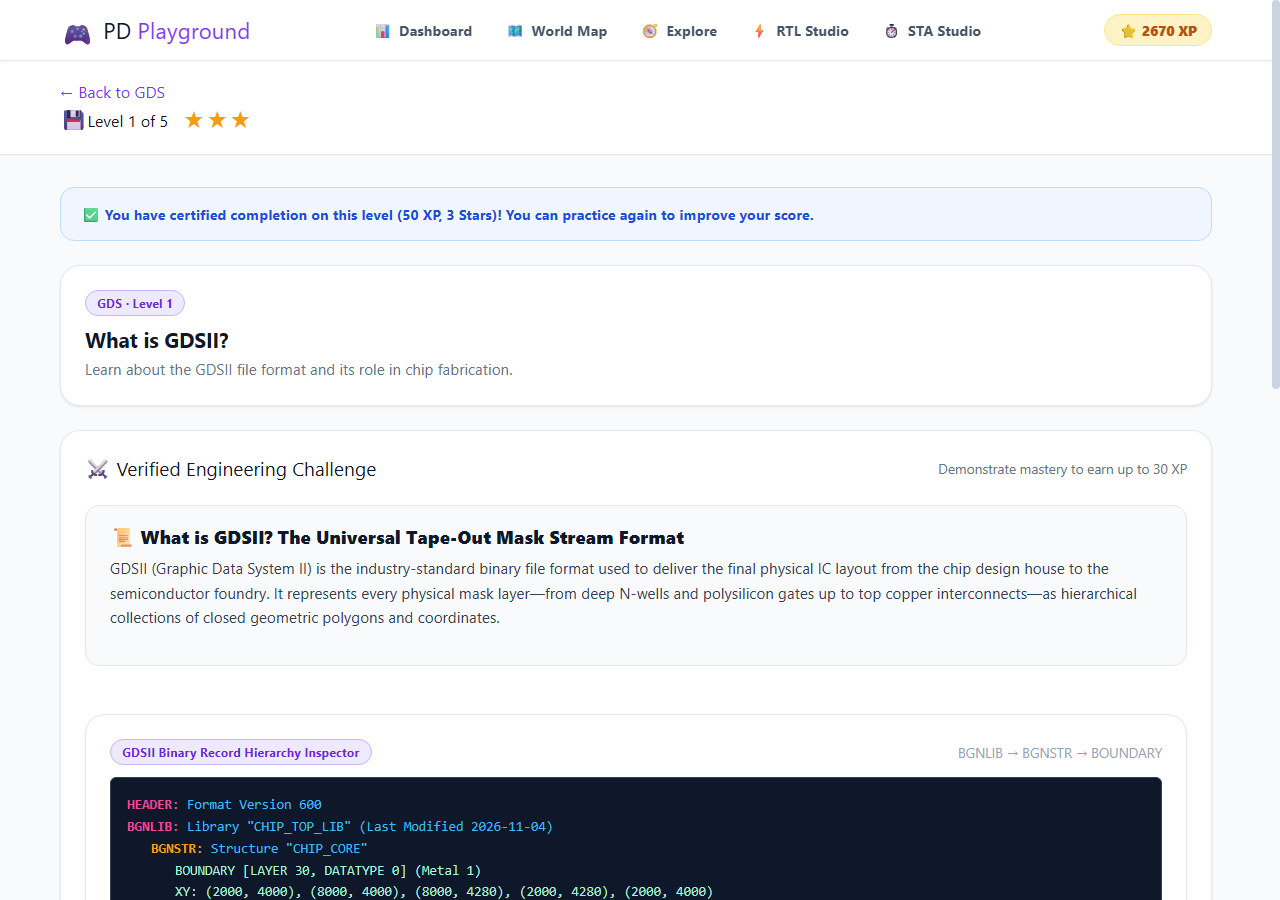 PD Playground
Dashboard
World Map
Explore
RTL Studio
STA Studio
2670 XP
← Back to GDS
Level 1 of 5
You have certified completion on this level (50 XP, 3 Stars)! You can practice again to improve your score.
GDS · Level 1
What is GDSII?
Learn about the GDSII file format and its role in chip fabrication.
Verified Engineering Challenge
Demonstrate mastery to earn up to 30 XP
What is GDSII? The Universal Tape-Out Mask Stream Format
GDSII (Graphic Data System II) is the industry-standard binary file format used to deliver the final physical IC layout from the chip design house to the
semiconductor foundry. It represents every physical mask layer—from deep N-wells and polysilicon gates up to top copper interconnects—as hierarchical
collections of closed geometric polygons and coordinates.
GDSII Binary Record Hierarchy Inspector
BGNLIB → BGNSTR → BOUNDARY
HEADER: Format Version 600
BGNLIB: Library "CHIP_TOP_LIB" (Last Modified 2026-11-04)
BGNSTR: Structure "CHIP_CORE"
BOUNDARY [LAYER 30, DATATYPE 0] (Metal 1)
XY: (2000, 4000), (8000, 4000), (8000, 4280), (2000, 4280), (2000, 4000)